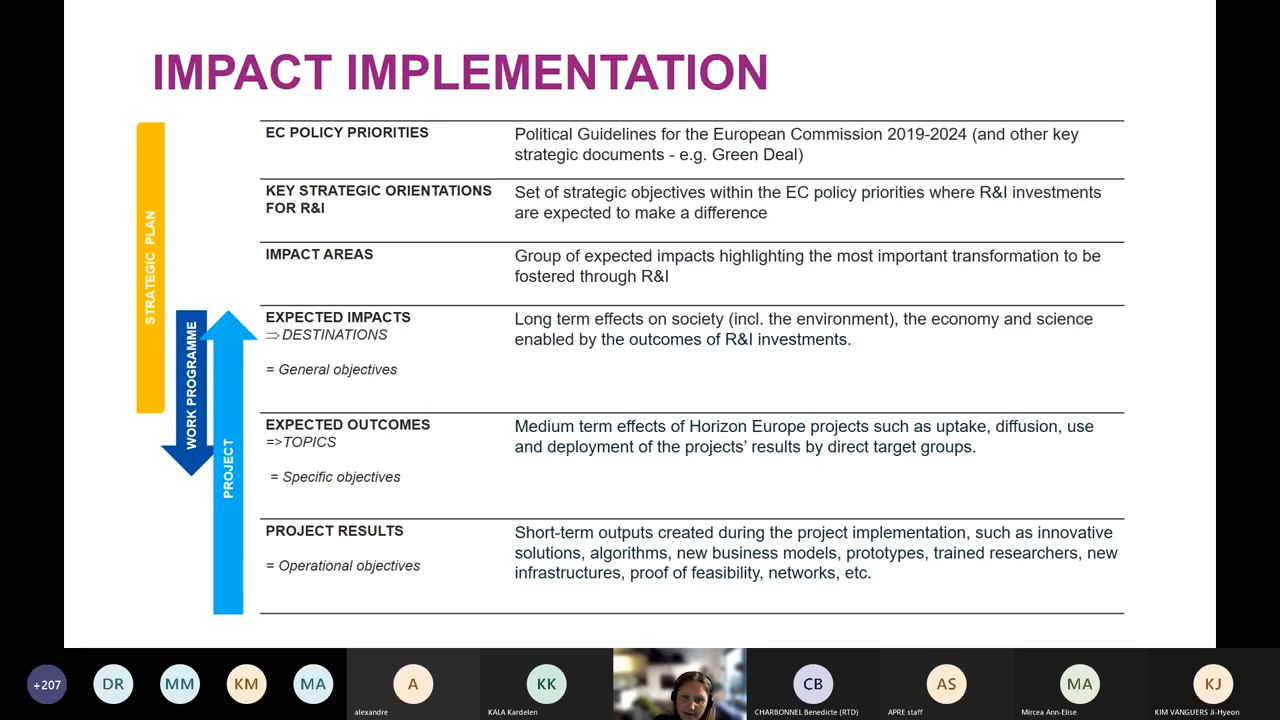 IMPACT IMPLEMENTATION
STRATEGIC PLAN
WORK PROGRAMME
PROJECT
EC POLICY PRIORITIES
Political Guidelines for the European Commission 2019-2024 (and other key
strategic documents - e.g. Green Deal)
KEY STRATEGIC ORIENTATIONS
FOR R&I
Set of strategic objectives within the EC policy priorities where R&I investments
are expected to make a difference
IMPACT AREAS
Group of expected impacts highlighting the most important transformation to be
fostered through R&I
EXPECTED IMPACTS
⇒ DESTINATIONS
= General objectives
Long term effects on society (incl. the environment), the economy and science
enabled by the outcomes of R&I investments.
EXPECTED OUTCOMES
=>TOPICS
= Specific objectives
Medium term effects of Horizon Europe projects such as uptake, diffusion, use
and deployment of the projects’ results by direct target groups.
PROJECT RESULTS
= Operational objectives
Short-term outputs created during the project implementation, such as innovative
solutions, algorithms, new business models, prototypes, trained researchers, new
infrastructures, proof of feasibility, networks, etc.
+207
DR
MM
KM
MA
A
alexandre
KK
KALA Kardelen
CB
CHARBONNEL Benedicte (RTD)
AS
APRE staff
MA
Mircea Ann-Elise
KJ
KIM VANGUERS Ji-Hyeon